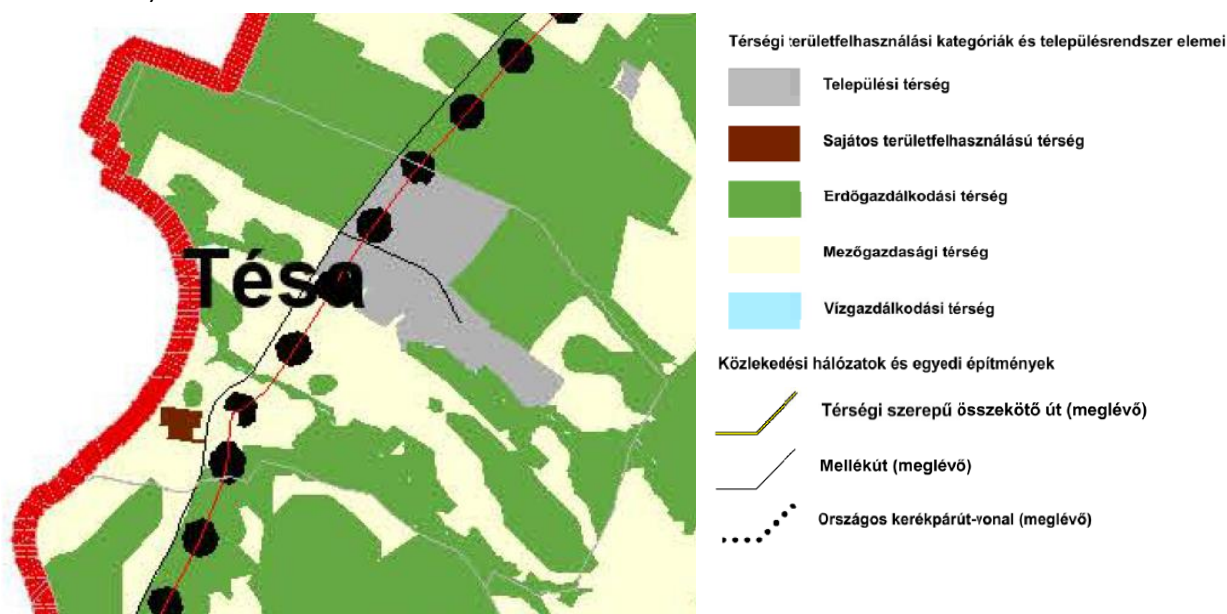 Tésa
Térségi területfelhasználási kategóriák és településrendszer elemei
Települési térség
Sajátos területfelhasználású térség
Erdőgazdálkodási térség
Mezőgazdasági térség
Vízgazdálkodási térség
Közlekedési hálózatok és egyedi építmények
Térségi szerepű összekötő út (meglévő)
Mellékút (meglévő)
Országos kerékpárút-vonal (meglévő)